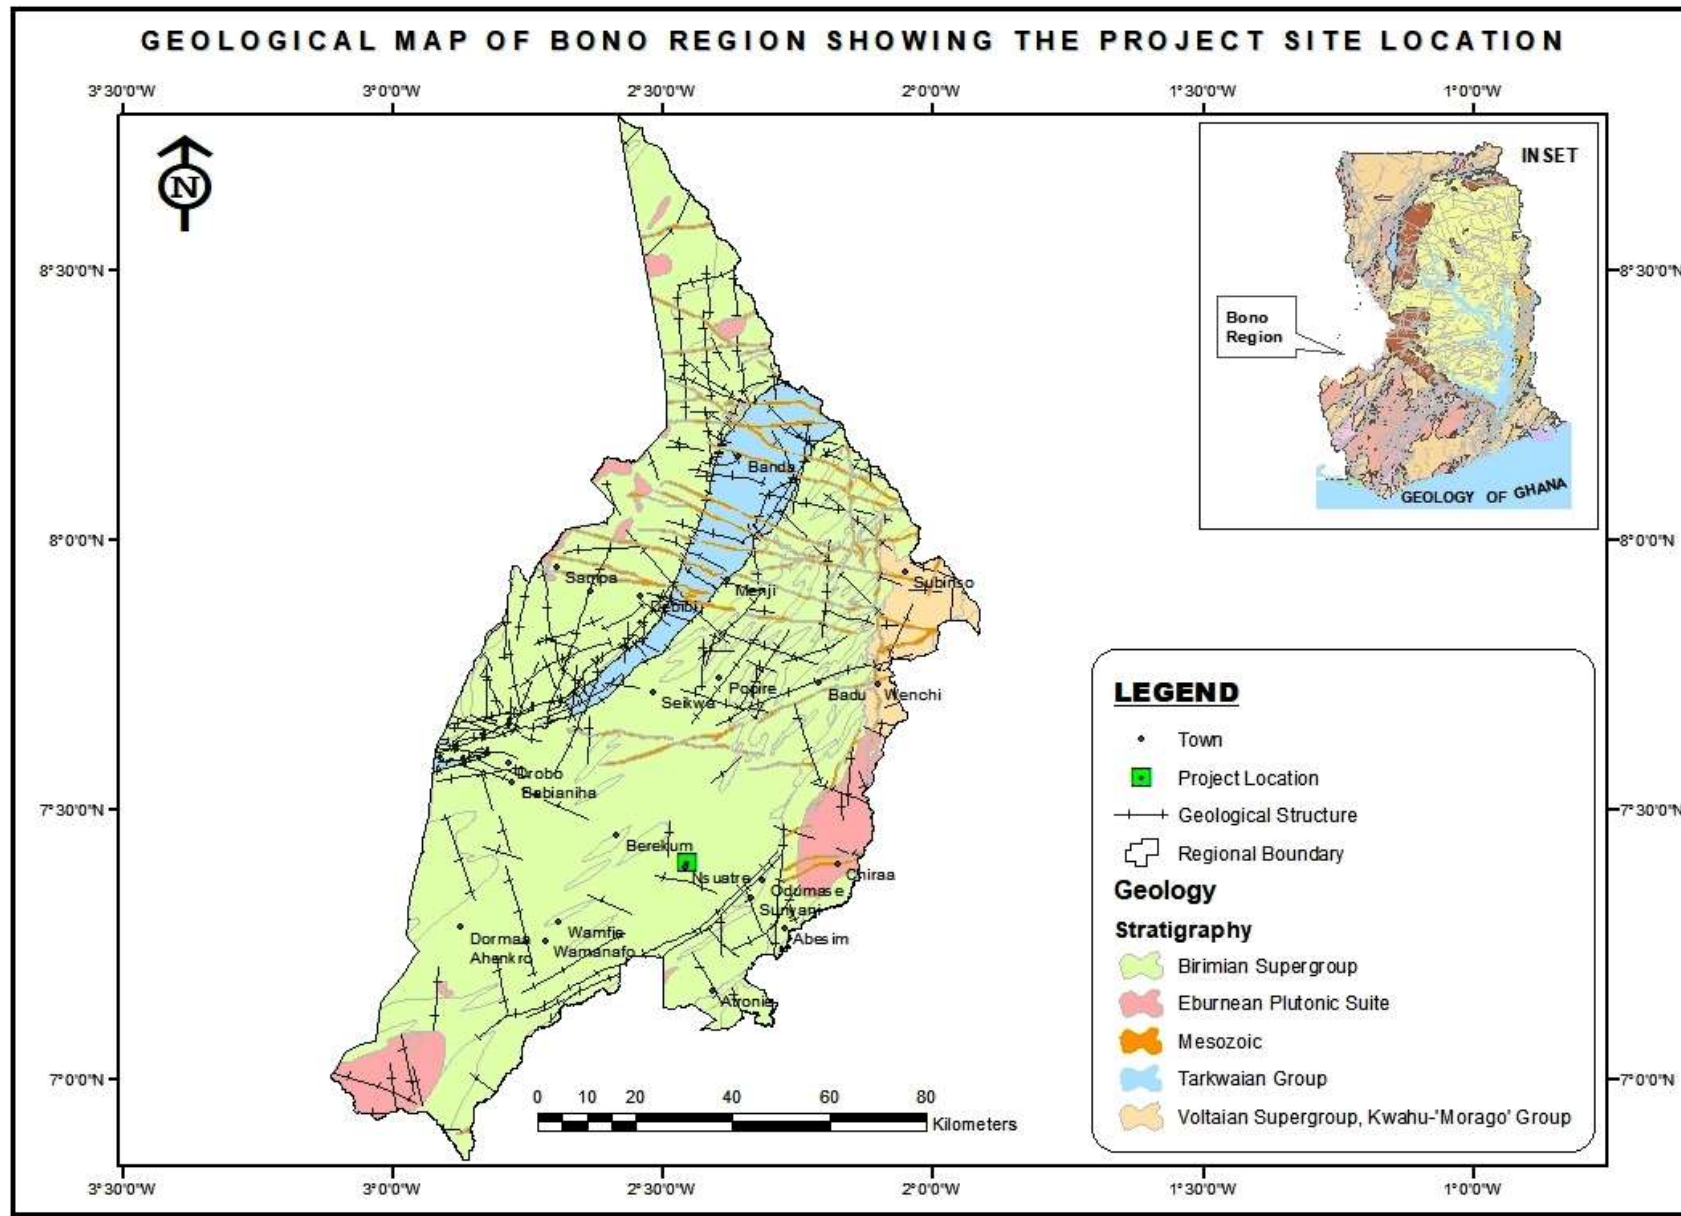 GEOLOGICAL MAP OF BONO REGION SHOWING THE PROJECT SITE LOCATION
3°30'0"W 3°0'0"W 2°30'0"W 2°0'0"W 1°30'0"W 1°0'0"W
N
INSET
8°30'0"N 8°30'0"N
Bono
Region
Banda
GEOLOGY OF GHANA
8°0'0"N 8°0'0"N
Sampa
Subinso
Menji
Debibi
Popire
Badu Wenchi
Seikwa
LEGEND
Town
Drobo
Project Location
Babianiha
7°30'0"N 7°30'0"N
Geological Structure
Berekum
Regional Boundary
Nsuatre
Chiraa
Odumase
Geology
Sunyani
Stratigraphy
Wamfie
Dormaa
Ahenkro
Wamanafo
Abesim
Birimian Supergroup
Atronie
Eburnean Plutonic Suite
Mesozoic
7°0'0"N 7°0'0"N
Tarkwaian Group
0 10 20 40 60 80
Kilometers
Voltaian Supergroup, Kwahu-'Morago' Group
3°30'0"W 3°0'0"W 2°30'0"W 2°0'0"W 1°30'0"W 1°0'0"W